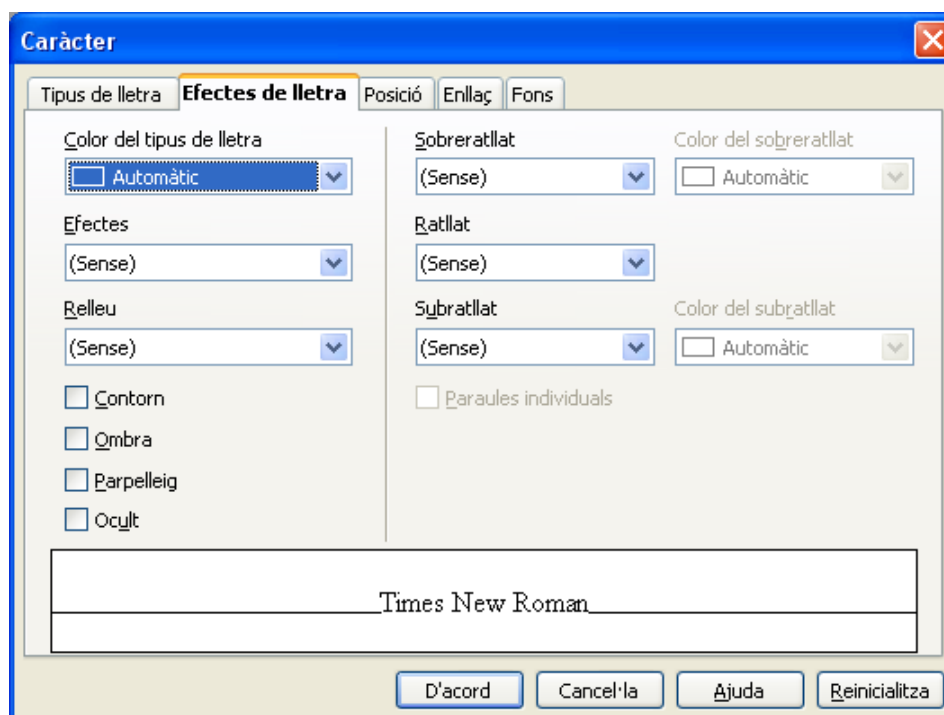 Caràcter
Tipus de lletra Efectes de lletra Posició Enllaç Fons
Color del tipus de lletra
Automàtic
Efectes
(Sense)
Relleu
(Sense)
Contorn
Ombra
Parpelleig
Ocult
Sobreratllat
(Sense)
Color del sobreratllat
Automàtic
Ratllat
(Sense)
Subratllat
(Sense)
Color del subratllat
Automàtic
Paraules individuals
Times New Roman
D'acord Cancel·la Ajuda Reinicialitza